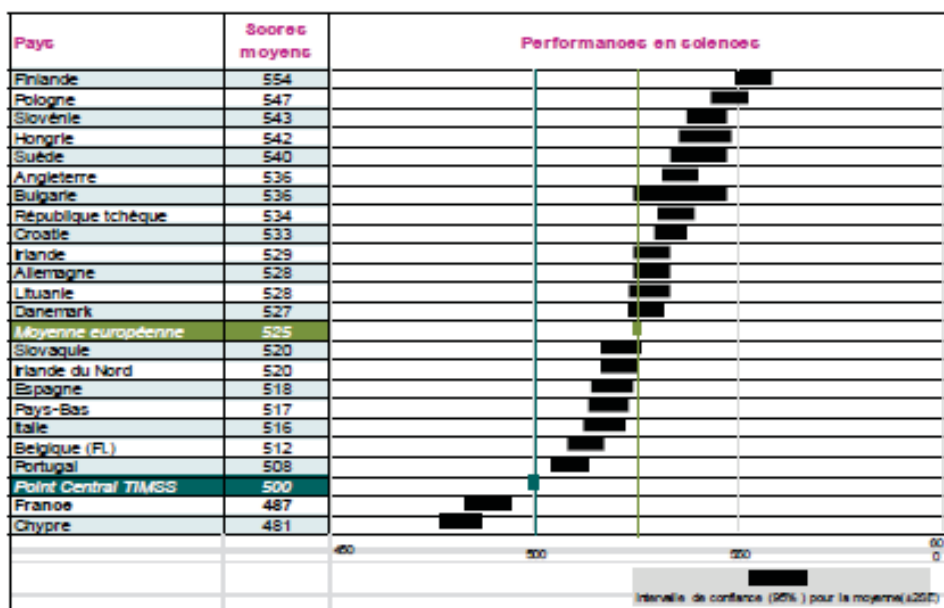 Pays Scores moyens Performances en sciences
Finlande 554
Pologne 547
Slovénie 543
Hongrie 542
Suède 540
Angleterre 536
Bulgarie 536
République tchèque 534
Croatie 533
Irlande 529
Allemagne 528
Lituanie 528
Danemark 527
Moyenne européenne 525
Slovaquie 520
Irlande du Nord 520
Espagne 518
Pays-Bas 517
Italie 516
Belgique (Fl.) 512
Portugal 508
Point Central TIMSS 500
France 487
Chypre 481
450 500 550 600
Intervalle de confiance (95% ) pour la moyenne(±2SE)